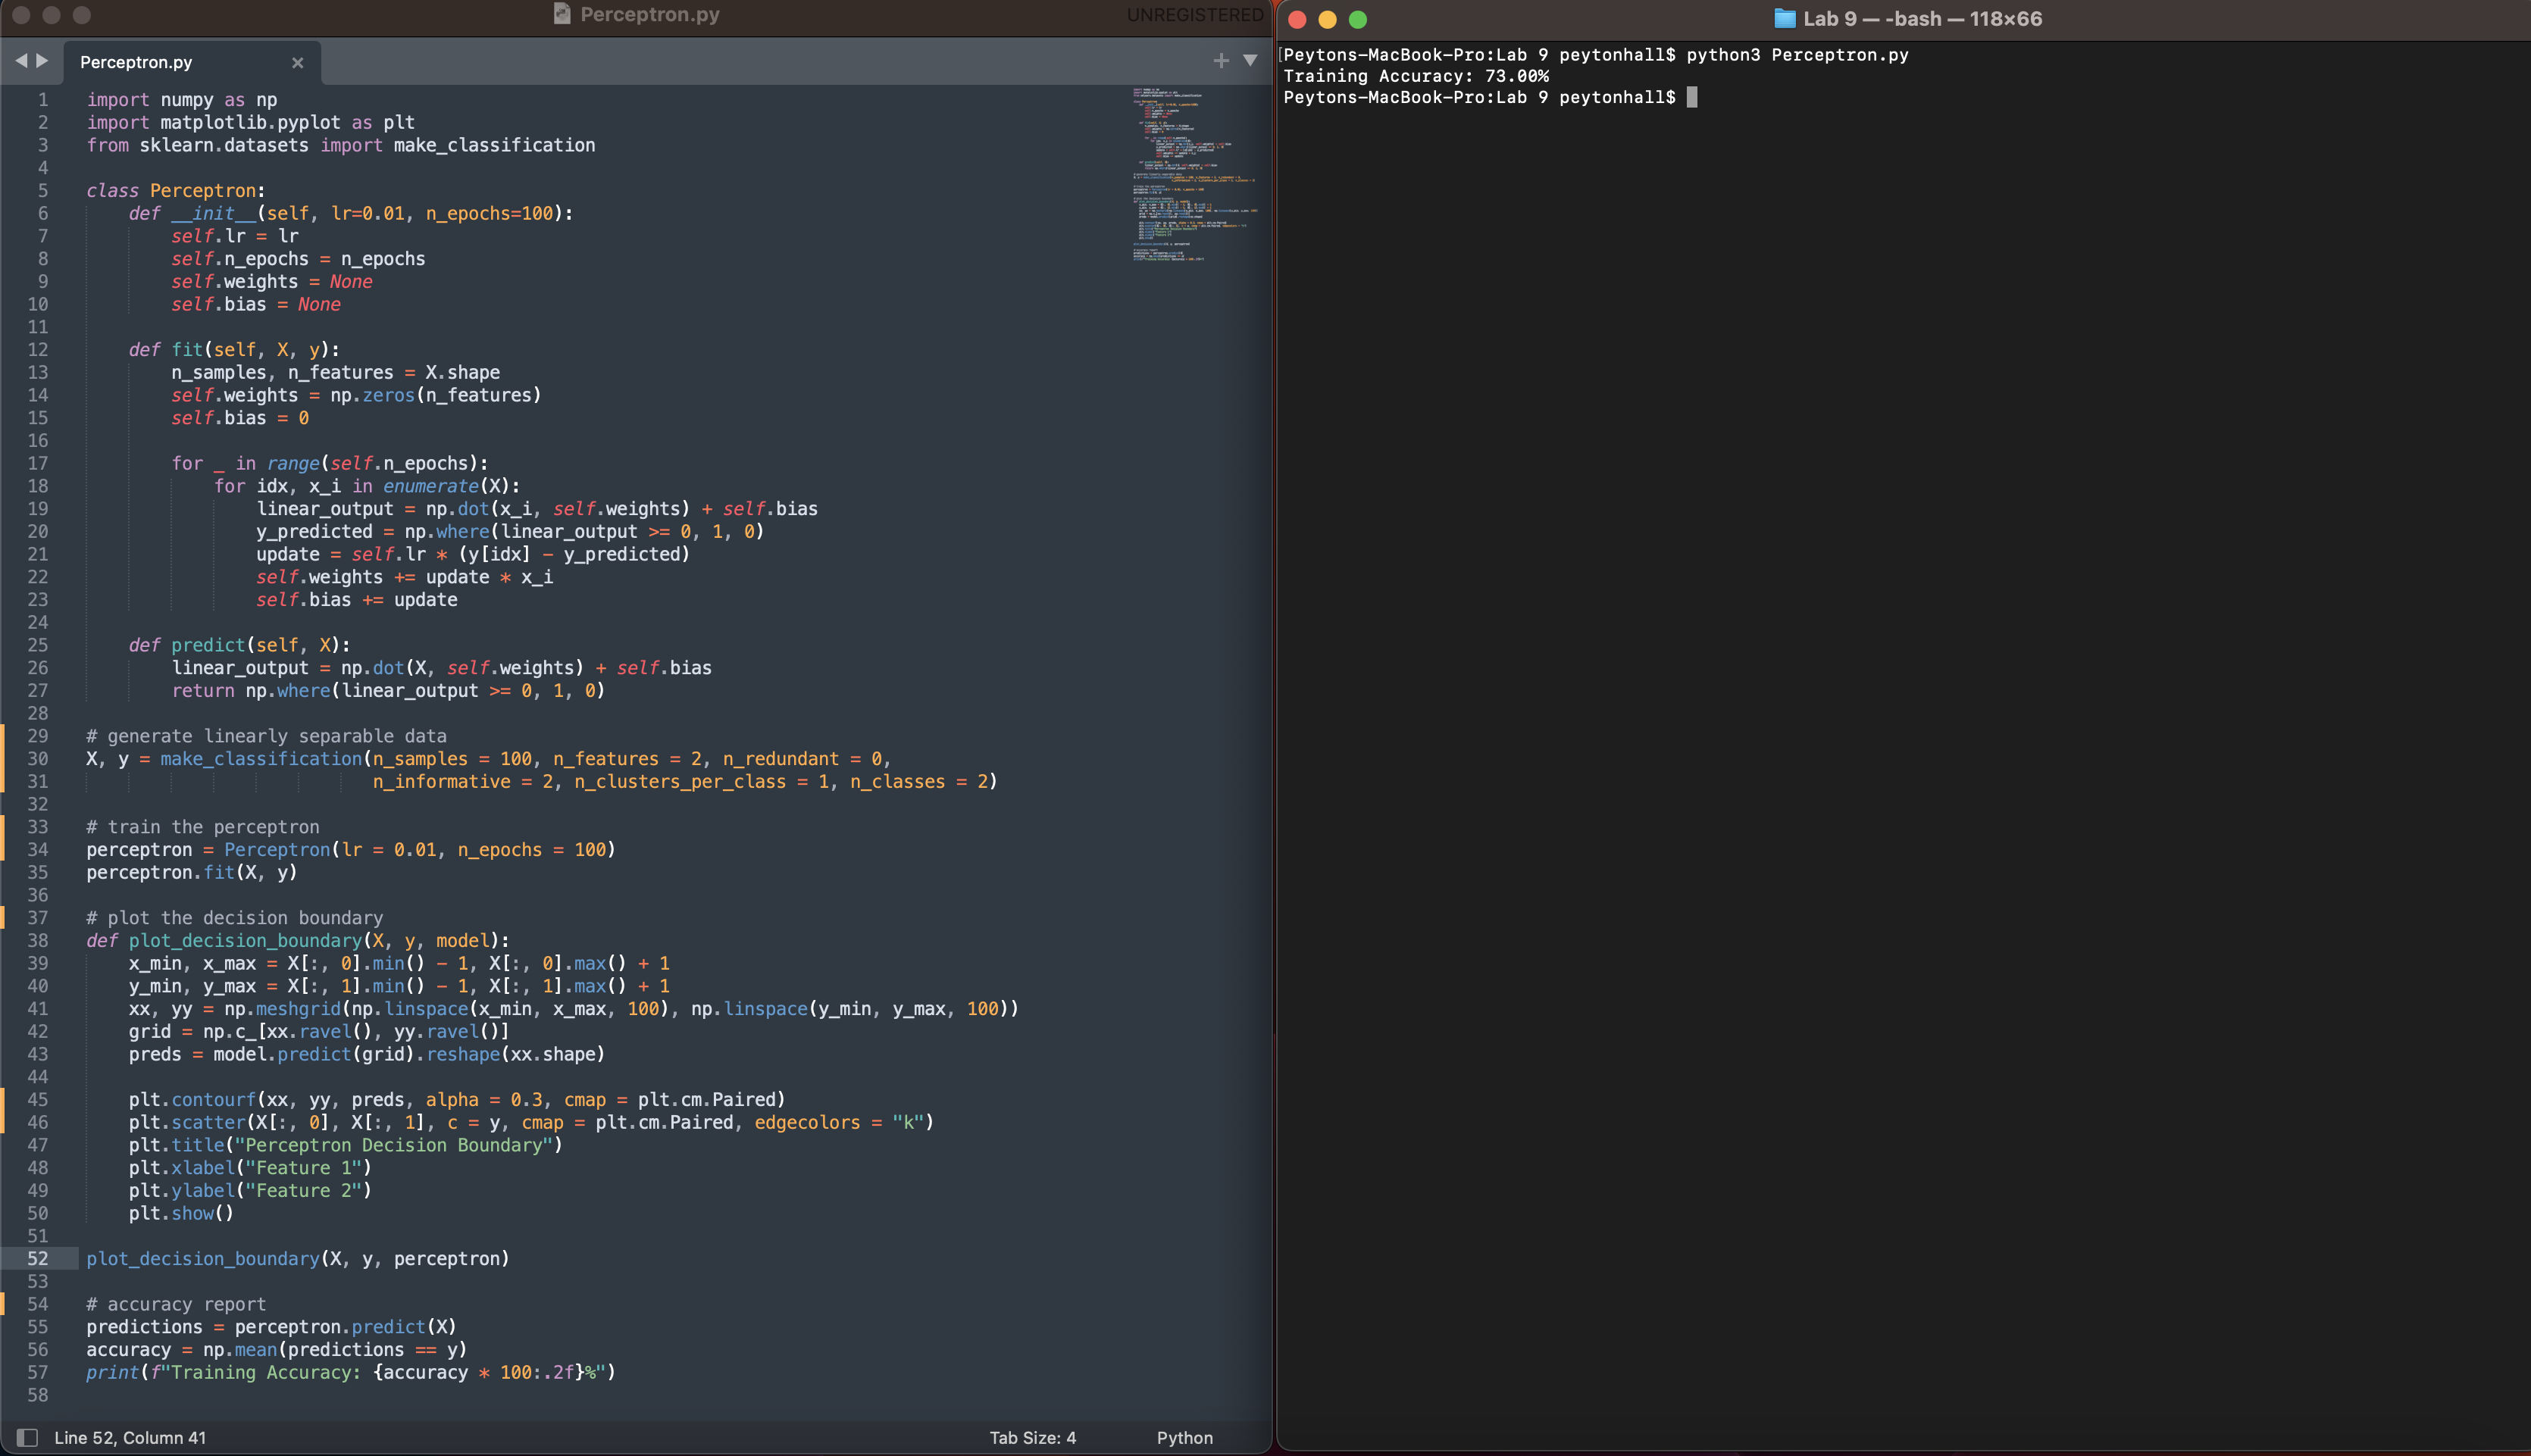 Perceptron.py
UNREGISTERED
Perceptron.py
1 import numpy as np
2 import matplotlib.pyplot as plt
3 from sklearn.datasets import make_classification
4
5 class Perceptron:
6     def __init__(self, lr=0.01, n_epochs=100):
7         self.lr = lr
8         self.n_epochs = n_epochs
9         self.weights = None
10         self.bias = None
11
12     def fit(self, X, y):
13         n_samples, n_features = X.shape
14         self.weights = np.zeros(n_features)
15         self.bias = 0
16
17         for _ in range(self.n_epochs):
18             for idx, x_i in enumerate(X):
19                 linear_output = np.dot(x_i, self.weights) + self.bias
20                 y_predicted = np.where(linear_output >= 0, 1, 0)
21                 update = self.lr * (y[idx] - y_predicted)
22                 self.weights += update * x_i
23                 self.bias += update
24
25     def predict(self, X):
26         linear_output = np.dot(X, self.weights) + self.bias
27         return np.where(linear_output >= 0, 1, 0)
28
29 # generate linearly separable data
30 X, y = make_classification(n_samples = 100, n_features = 2, n_redundant = 0,
31                            n_informative = 2, n_clusters_per_class = 1, n_classes = 2)
32
33 # train the perceptron
34 perceptron = Perceptron(lr = 0.01, n_epochs = 100)
35 perceptron.fit(X, y)
36
37 # plot the decision boundary
38 def plot_decision_boundary(X, y, model):
39     x_min, x_max = X[:, 0].min() - 1, X[:, 0].max() + 1
40     y_min, y_max = X[:, 1].min() - 1, X[:, 1].max() + 1
41     xx, yy = np.meshgrid(np.linspace(x_min, x_max, 100), np.linspace(y_min, y_max, 100))
42     grid = np.c_[xx.ravel(), yy.ravel()]
43     preds = model.predict(grid).reshape(xx.shape)
44
45     plt.contourf(xx, yy, preds, alpha = 0.3, cmap = plt.cm.Paired)
46     plt.scatter(X[:, 0], X[:, 1], c = y, cmap = plt.cm.Paired, edgecolors = "k")
47     plt.title("Perceptron Decision Boundary")
48     plt.xlabel("Feature 1")
49     plt.ylabel("Feature 2")
50     plt.show()
51
52 plot_decision_boundary(X, y, perceptron)
53
54 # accuracy report
55 predictions = perceptron.predict(X)
56 accuracy = np.mean(predictions == y)
57 print(f"Training Accuracy: {accuracy * 100:.2f}%")
58
Line 52, Column 41
Tab Size: 4
Python
Lab 9 — -bash — 118×66
[Peytons-MacBook-Pro:Lab 9 peytonhall$ python3 Perceptron.py
Training Accuracy: 73.00%
Peytons-MacBook-Pro:Lab 9 peytonhall$